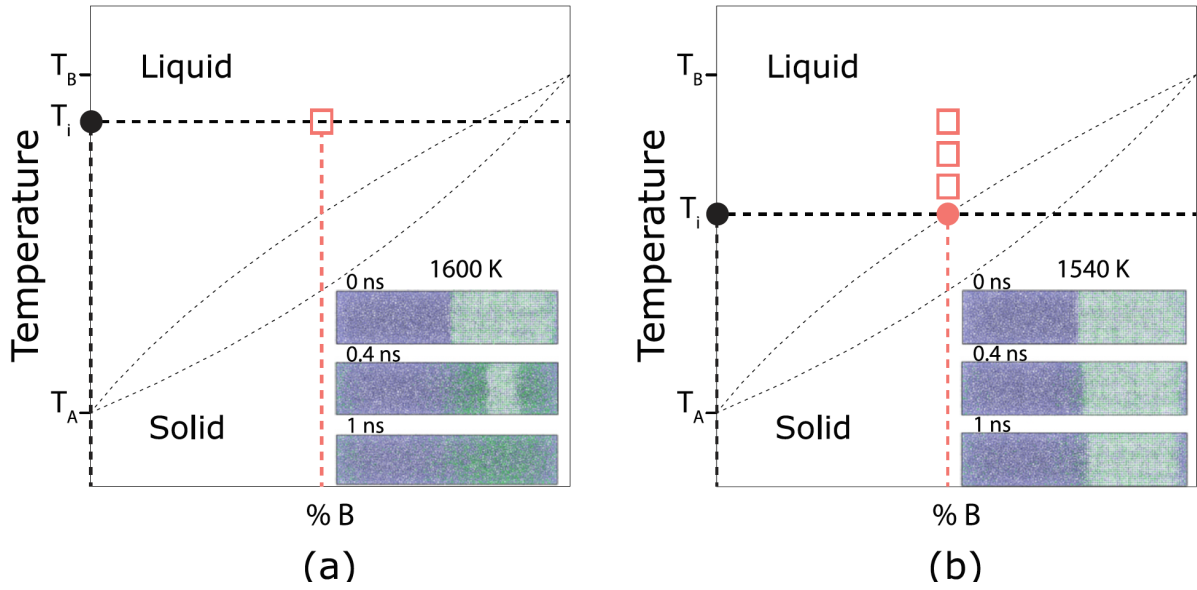 Temperature
Liquid
T_B
T_i
T_A
Solid
1600 K
0 ns
0.4 ns
1 ns
% B
(a)
Temperature
Liquid
T_B
T_i
T_A
Solid
1540 K
0 ns
0.4 ns
1 ns
% B
(b)